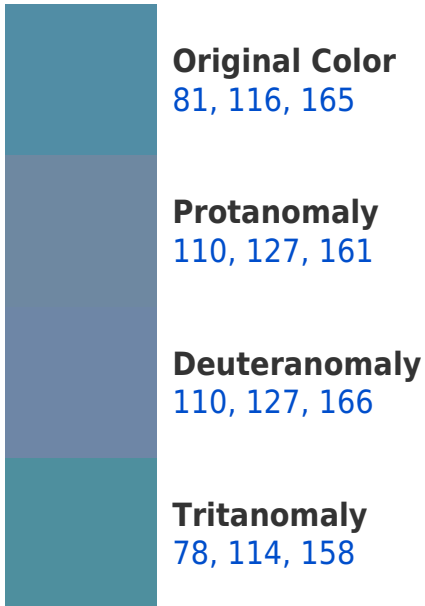 Original Color
81, 116, 165
Protanomaly
110, 127, 161
Deuteranomaly
110, 127, 166
Tritanomaly
78, 114, 158